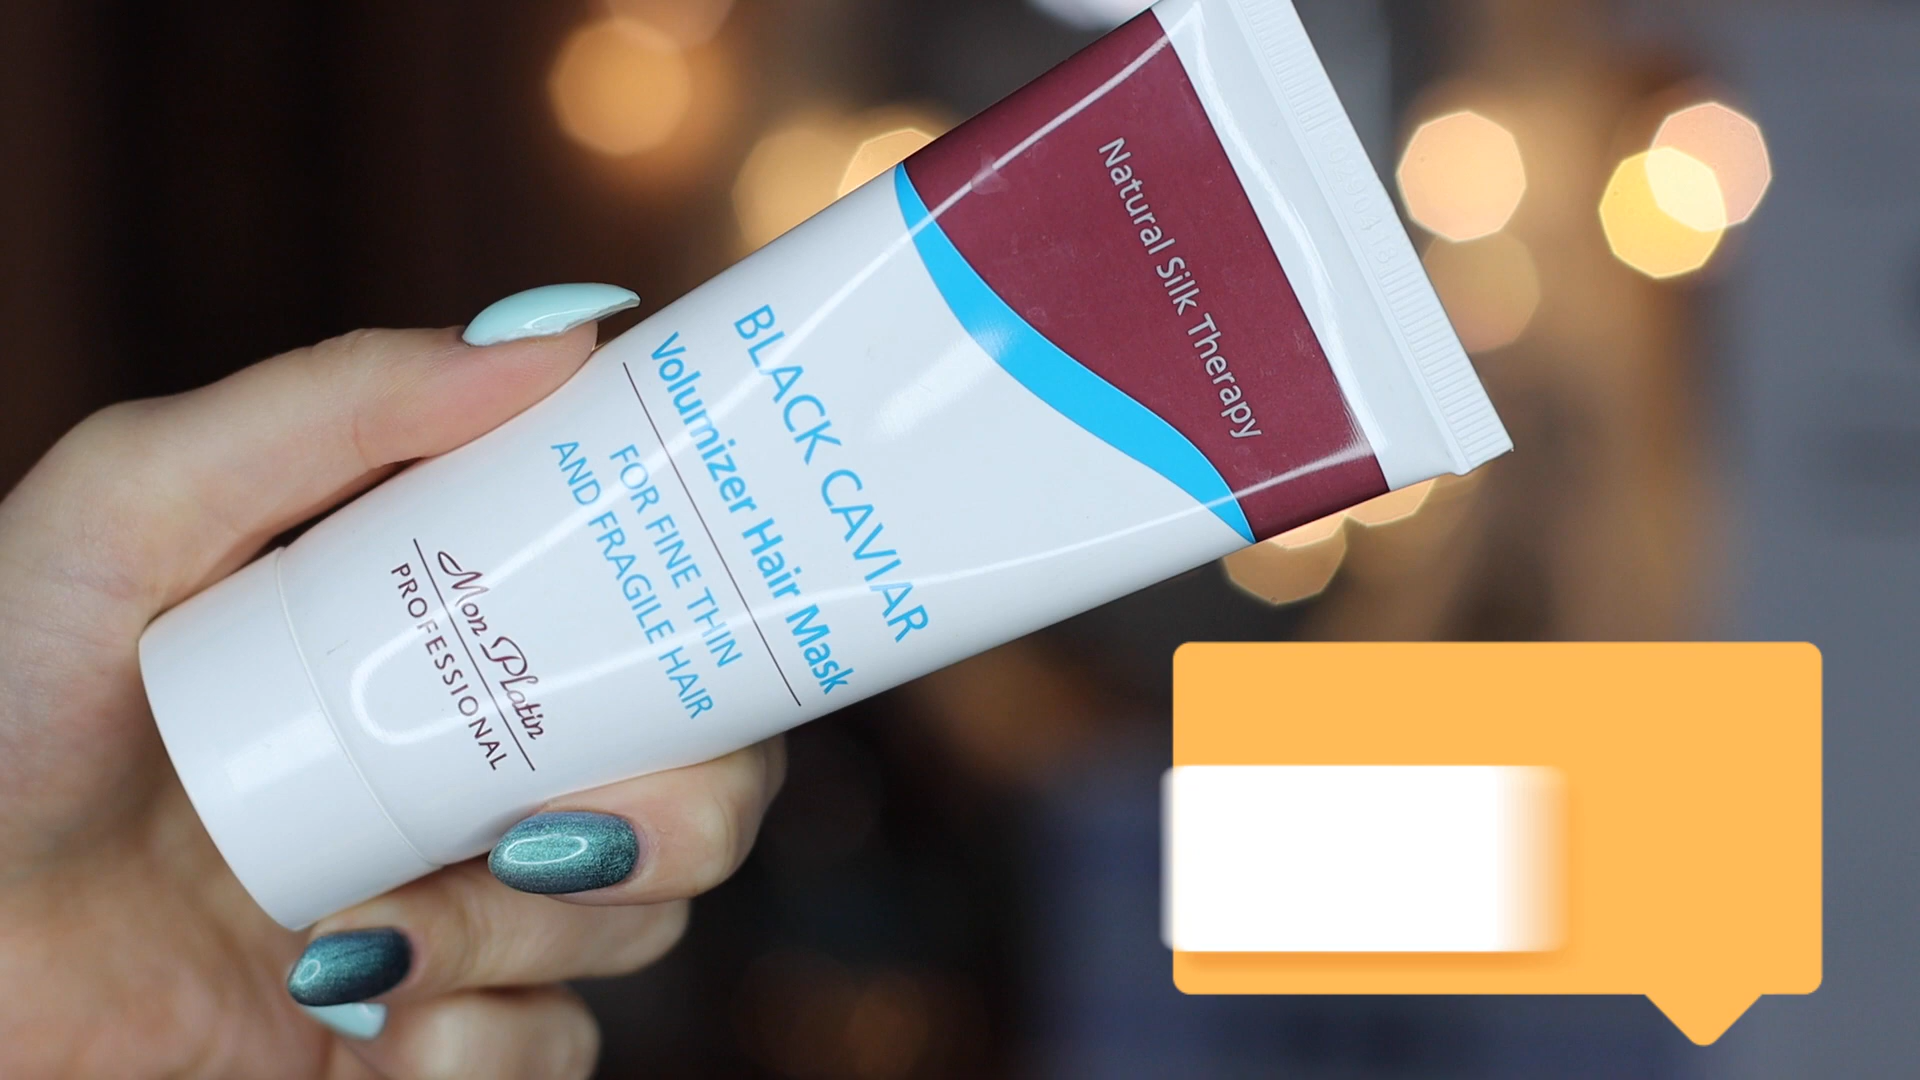 Natural Silk Therapy
BLACK CAVIAR
Volumizer Hair Mask
FOR FINE THIN
AND FRAGILE HAIR
Mon Platin
PROFESSIONAL